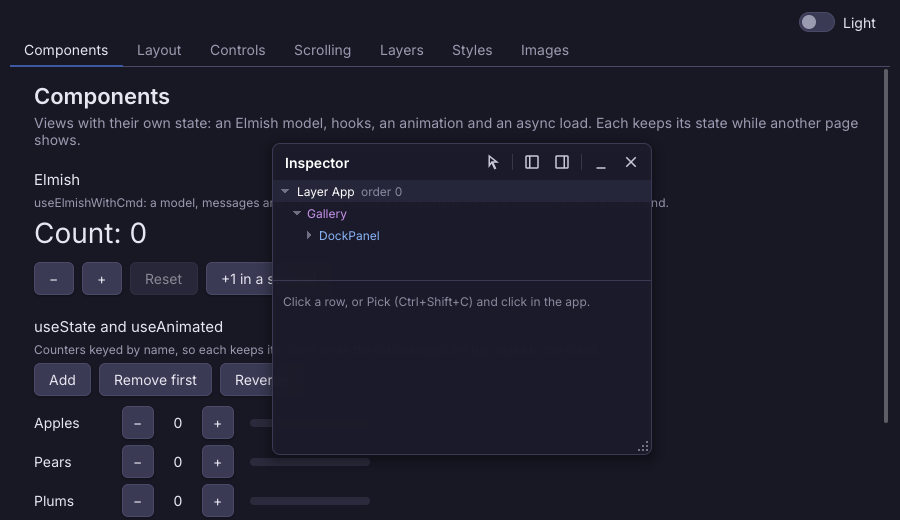 Light
Components Layout Controls Scrolling Layers Styles Images
Components
Views with their own state: an Elmish model, hooks, an animation and an async load. Each keeps its state while another page
shows.
Inspector
Layer App order 0
Gallery
DockPanel
Click a row, or Pick (Ctrl+Shift+C) and click in the app.
Elmish
useElmishWithCmd: a model, messages
Count: 0
− + Reset +1 in a
useState and useAnimated
Counters keyed by name, so each keeps
Add Remove first
Apples − 0 +
Pears − 0 +
Plums − 0 +